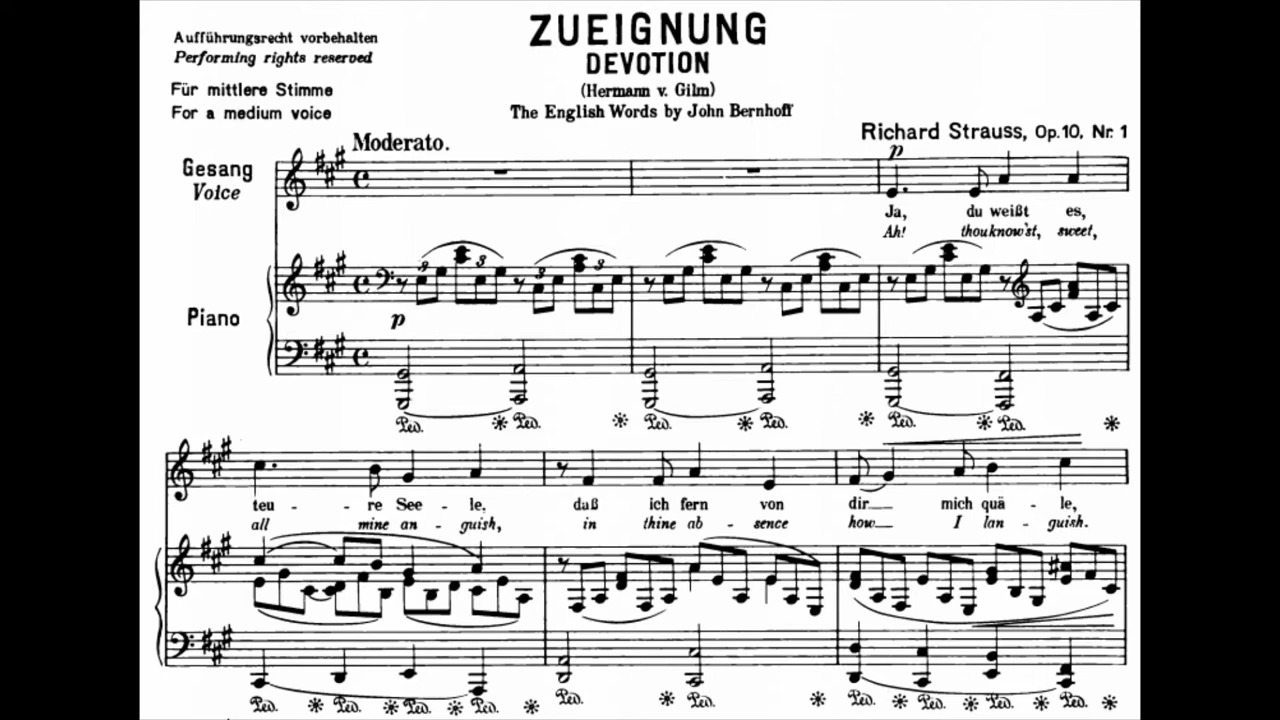 ZUEIGNUNG
Aufführungsrecht vorbehalten
Performing rights reserved
DEVOTION
(Hermann v. Gilm)
Für mittlere Stimme
For a medium voice
The English Words by John Bernhoff
Richard Strauss, Op. 10, Nr. 1
Moderato.
Gesang
Voice
p
Ja, du weißt es,
Ah! thou know'st, sweet,
3 3 3 3
Piano
p
Ped. Ped. Ped. Ped. Ped. Ped.
teu - - re See - le,
all mine an - guish,
daß ich fern von
in thine ab - sence
dir mich quä - le,
how I lan - guish.
Ped. Ped. Ped. Ped. Ped. Ped. Ped. Ped. Ped. Ped.